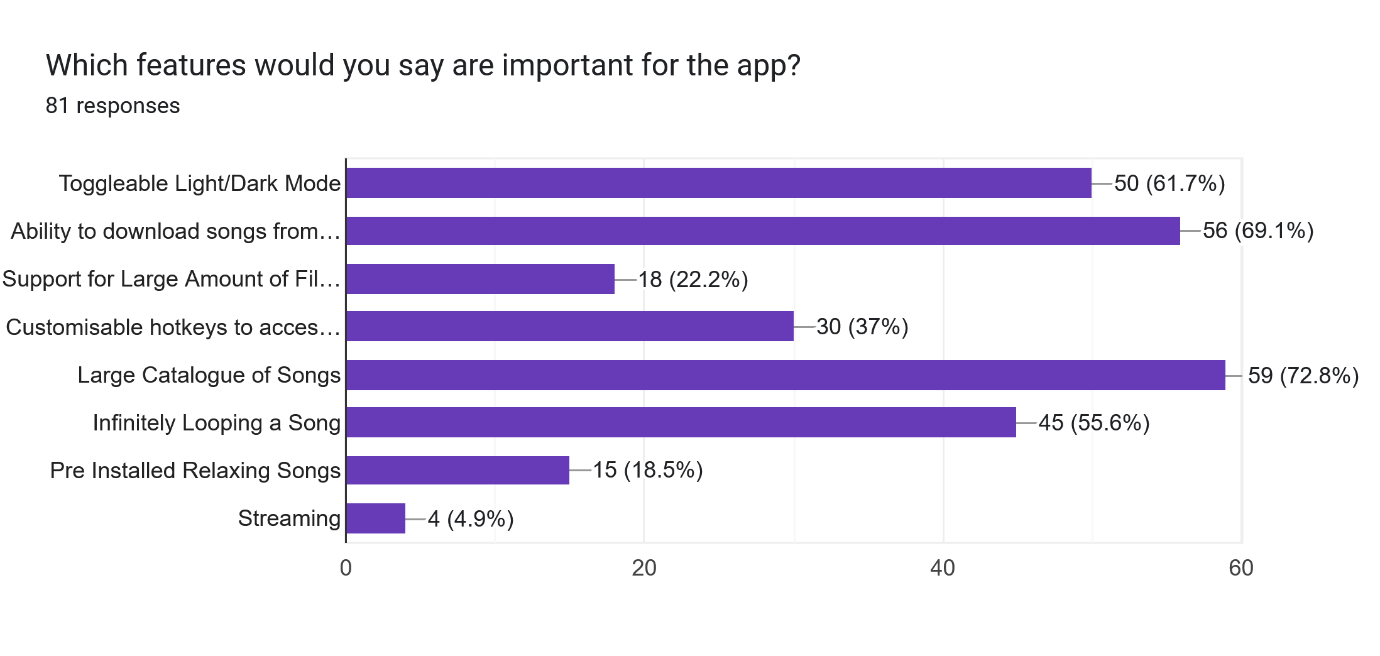 Which features would you say are important for the app?
81 responses
Toggleable Light/Dark Mode 50 (61.7%)
Ability to download songs from… 56 (69.1%)
Support for Large Amount of Fil… 18 (22.2%)
Customisable hotkeys to acces… 30 (37%)
Large Catalogue of Songs 59 (72.8%)
Infinitely Looping a Song 45 (55.6%)
Pre Installed Relaxing Songs 15 (18.5%)
Streaming 4 (4.9%)
0 20 40 60